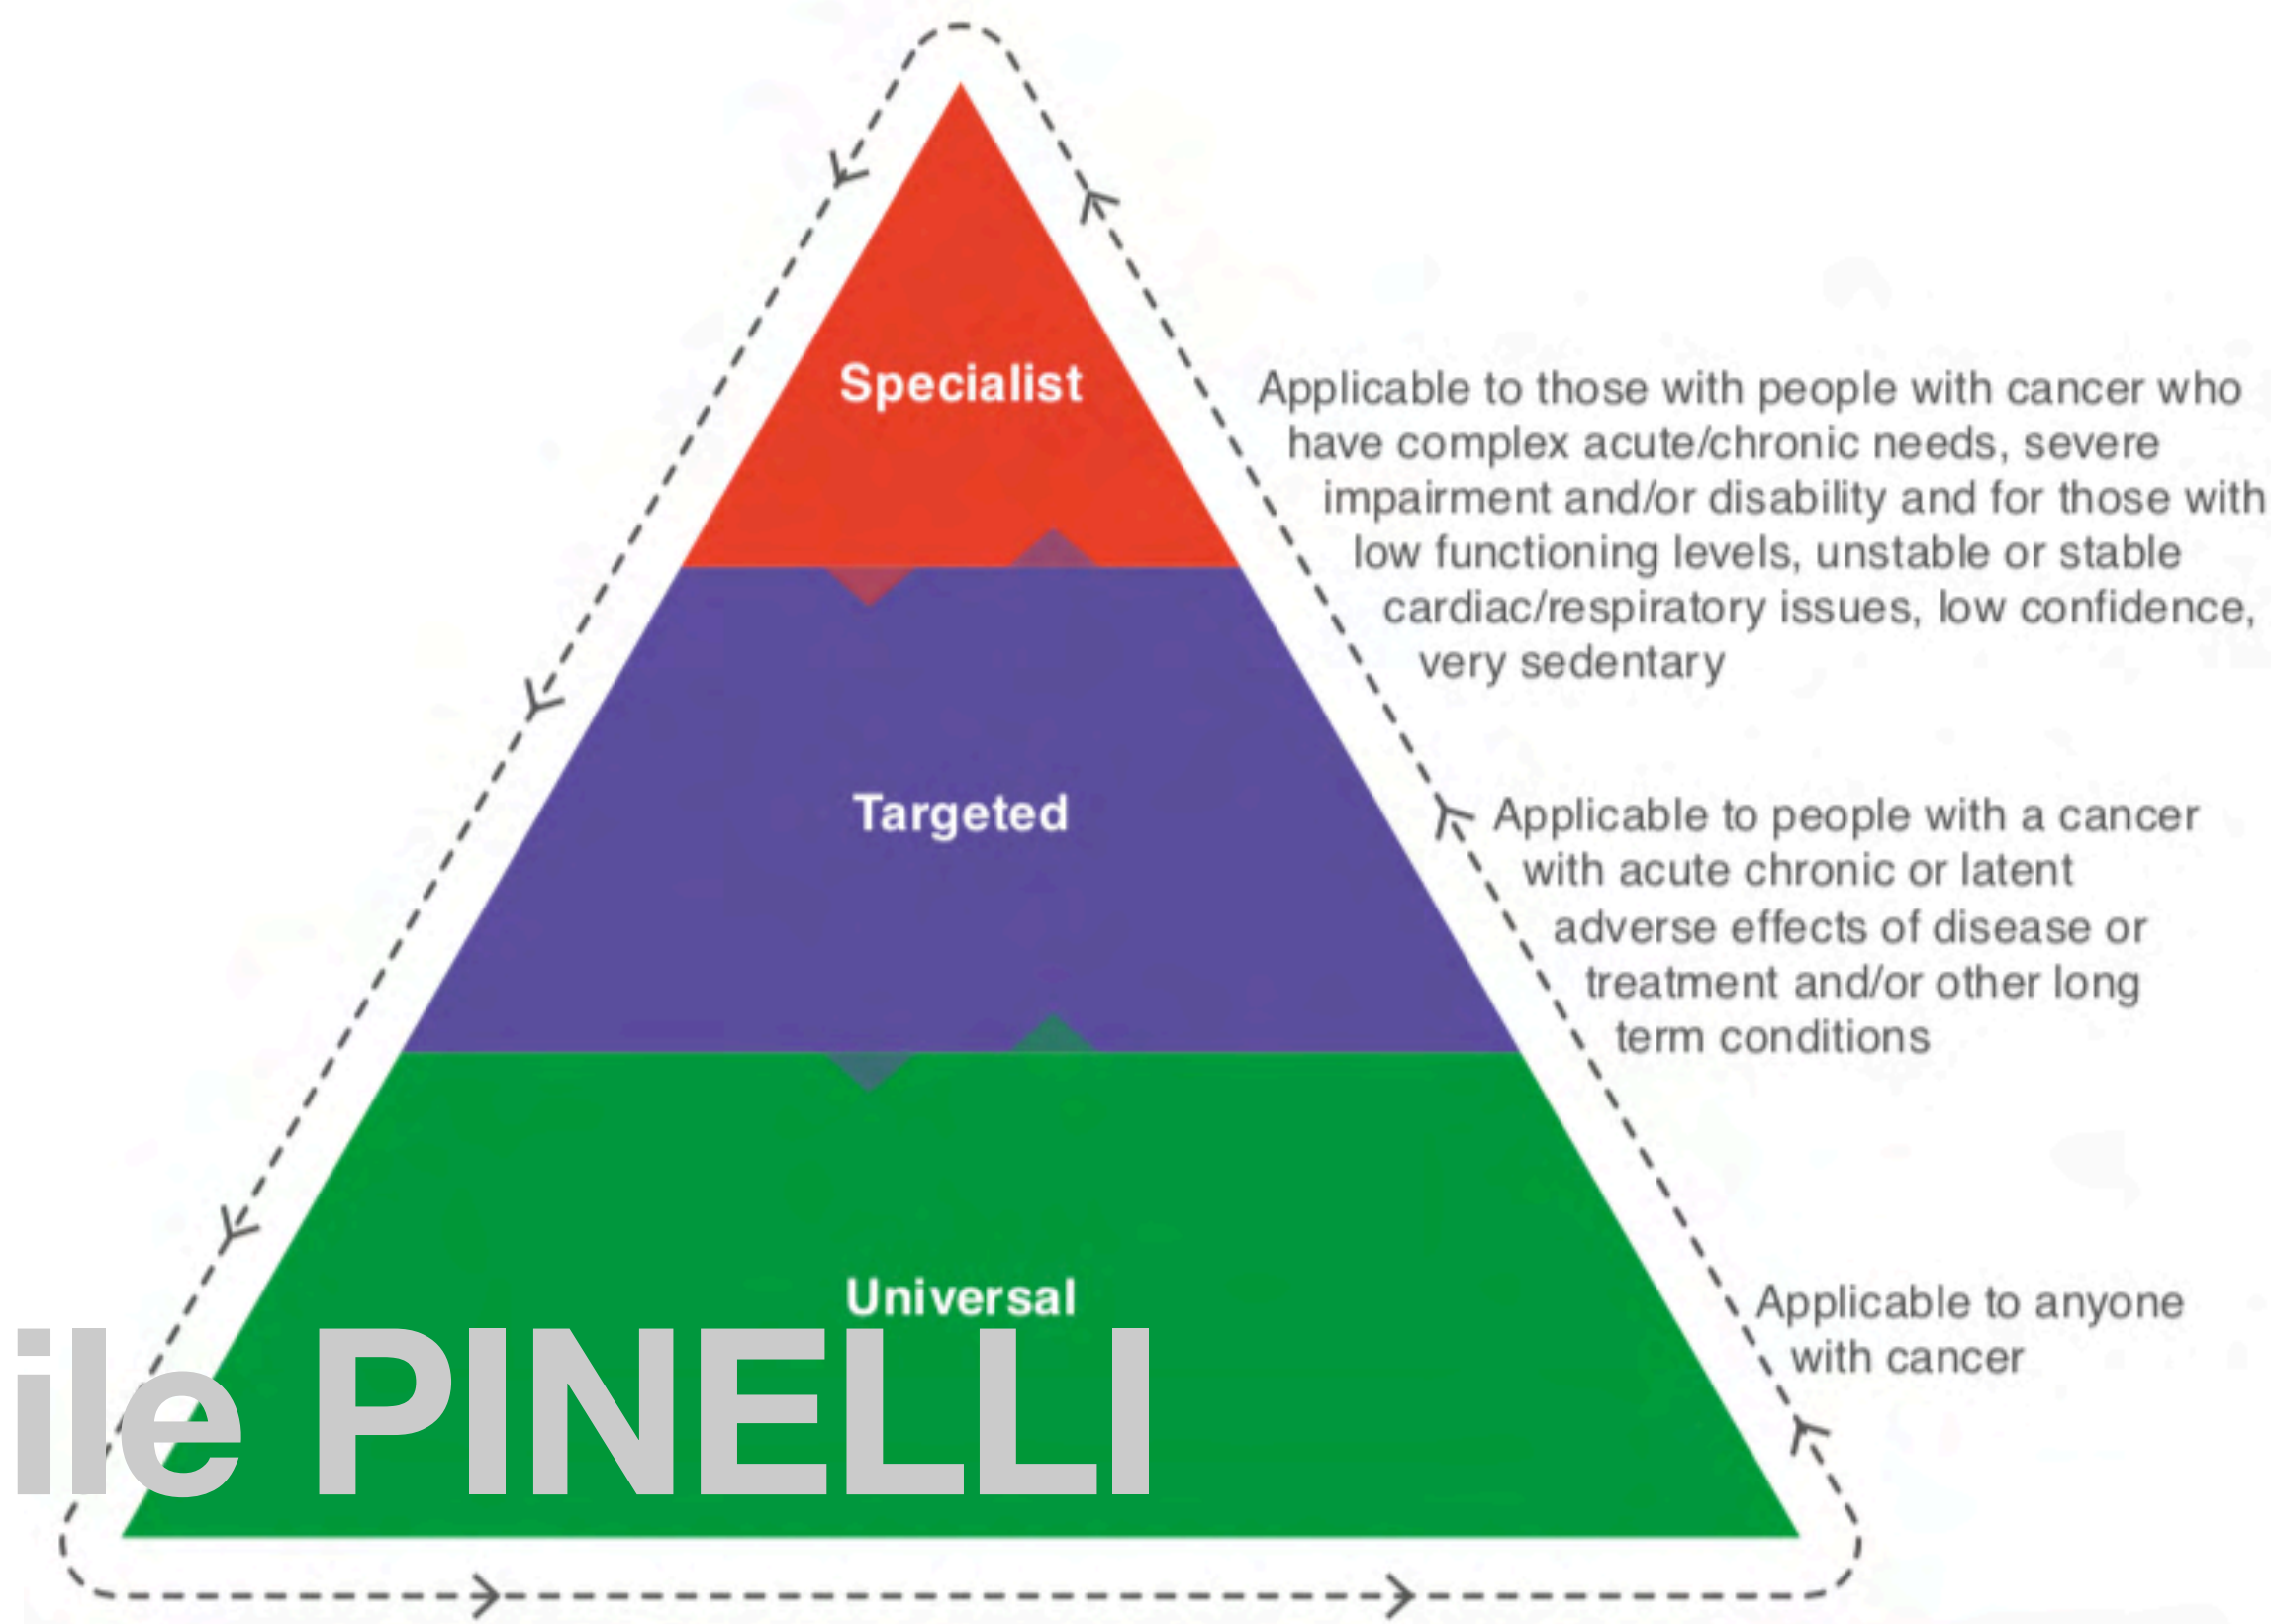 Specialist
Applicable to those with people with cancer who
have complex acute/chronic needs, severe
impairment and/or disability and for those with
low functioning levels, unstable or stable
cardiac/respiratory issues, low confidence,
very sedentary
Targeted
Applicable to people with a cancer
with acute chronic or latent
adverse effects of disease or
treatment and/or other long
term conditions
Universal
Applicable to anyone
with cancer
ile PINELLI